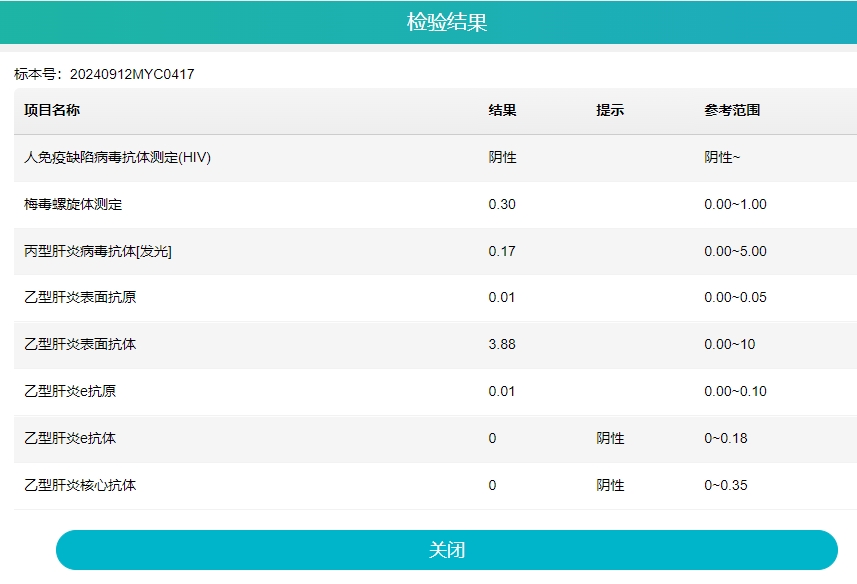 检验结果
标本号：20240912MYC0417
项目名称 结果 提示 参考范围
人免疫缺陷病毒抗体测定(HIV) 阴性 阴性~
梅毒螺旋体测定 0.30 0.00~1.00
丙型肝炎病毒抗体[发光] 0.17 0.00~5.00
乙型肝炎表面抗原 0.01 0.00~0.05
乙型肝炎表面抗体 3.88 0.00~10
乙型肝炎e抗原 0.01 0.00~0.10
乙型肝炎e抗体 0 阴性 0~0.18
乙型肝炎核心抗体 0 阴性 0~0.35
关闭